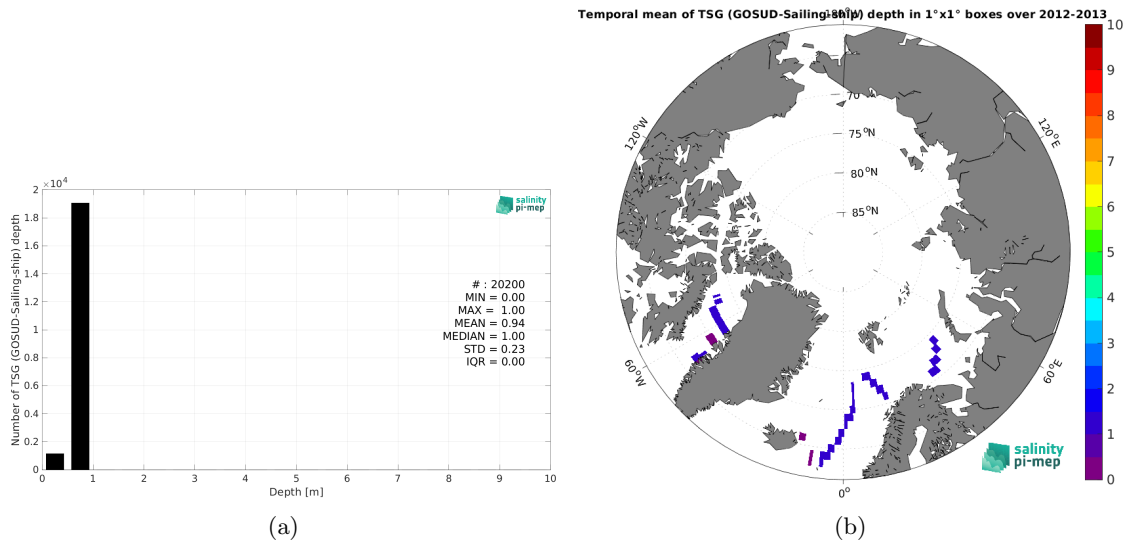 Temporal mean of TSG (GOSUD-Sailing-ship) depth in 1°x1° boxes over 2012-2013
×10⁴
2
1.8
1.6
1.4
1.2
1
0.8
0.6
0.4
0.2
0
Number of TSG (GOSUD-Sailing-ship) depth
0 1 2 3 4 5 6 7 8 9 10
Depth [m]
salinity
pi-mep
# : 20200
MIN = 0.00
MAX = 1.00
MEAN = 0.94
MEDIAN = 1.00
STD = 0.23
IQR = 0.00
(a)
180°W
120°W
120°E
60°W
60°E
0°
70
75°N
80°N
85°N
salinity
pi-mep
10
9
8
7
6
5
4
3
2
1
0
(b)